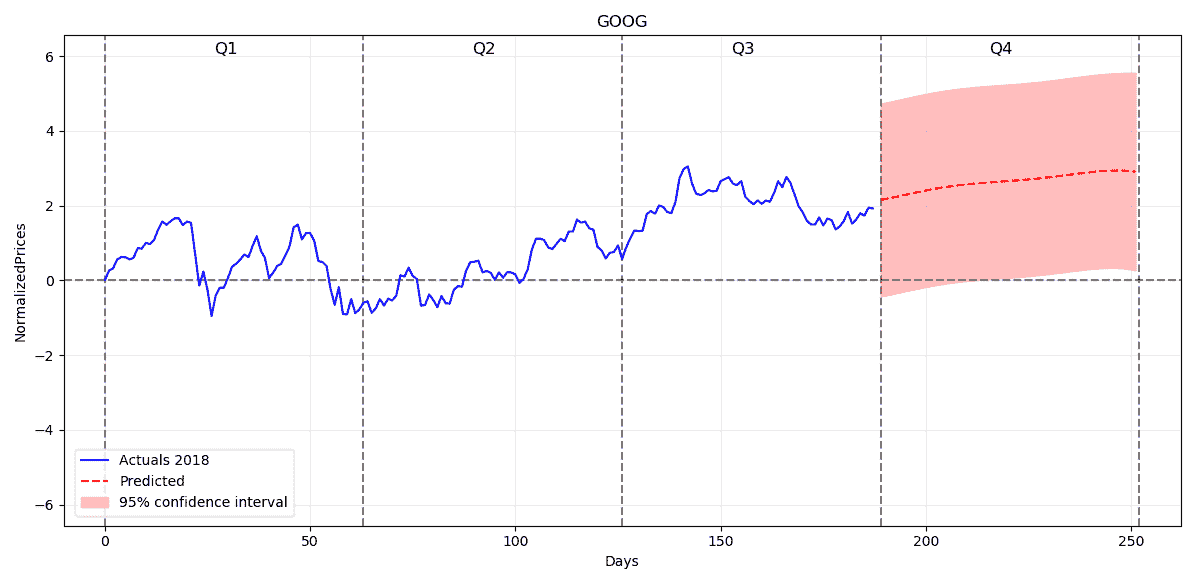 GOOG
Q1 Q2 Q3 Q4
6
4
2
0
−2
−4
−6
NormalizedPrices
Actuals 2018
Predicted
95% confidence interval
0 50 100 150 200 250
Days